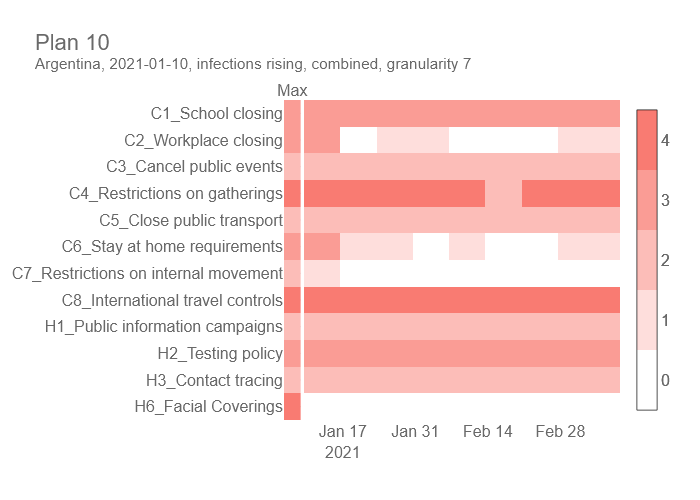 Plan 10
Argentina, 2021-01-10, infections rising, combined, granularity 7
Max
C1_School closing
C2_Workplace closing
C3_Cancel public events
C4_Restrictions on gatherings
C5_Close public transport
C6_Stay at home requirements
C7_Restrictions on internal movement
C8_International travel controls
H1_Public information campaigns
H2_Testing policy
H3_Contact tracing
H6_Facial Coverings
4
3
2
1
0
Jan 17 Jan 31 Feb 14 Feb 28
2021